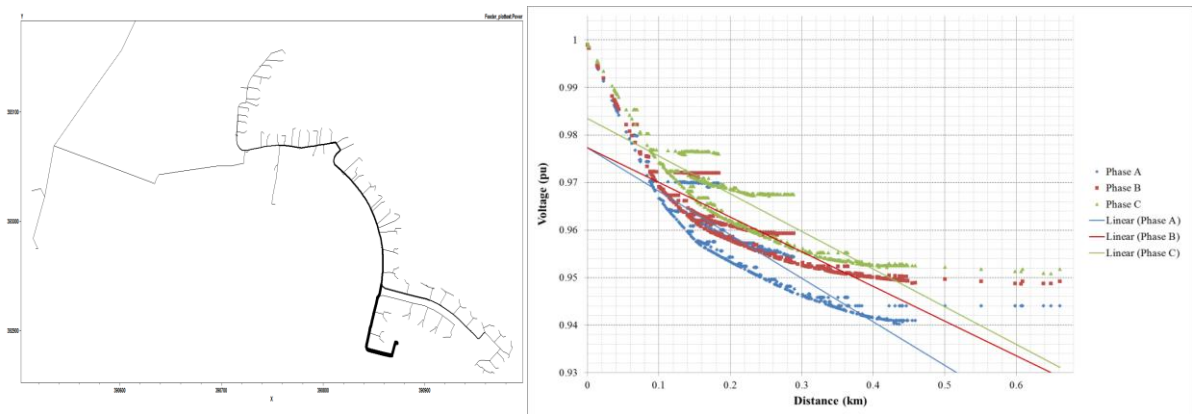 Y
X
1
0.99
0.98
0.97
0.96
0.95
0.94
0.93
0
0.1
0.2
0.3
0.4
0.5
0.6
Voltage (pu)
Distance (km)
Phase A
Phase B
Phase C
Linear (Phase A)
Linear (Phase B)
Linear (Phase C)